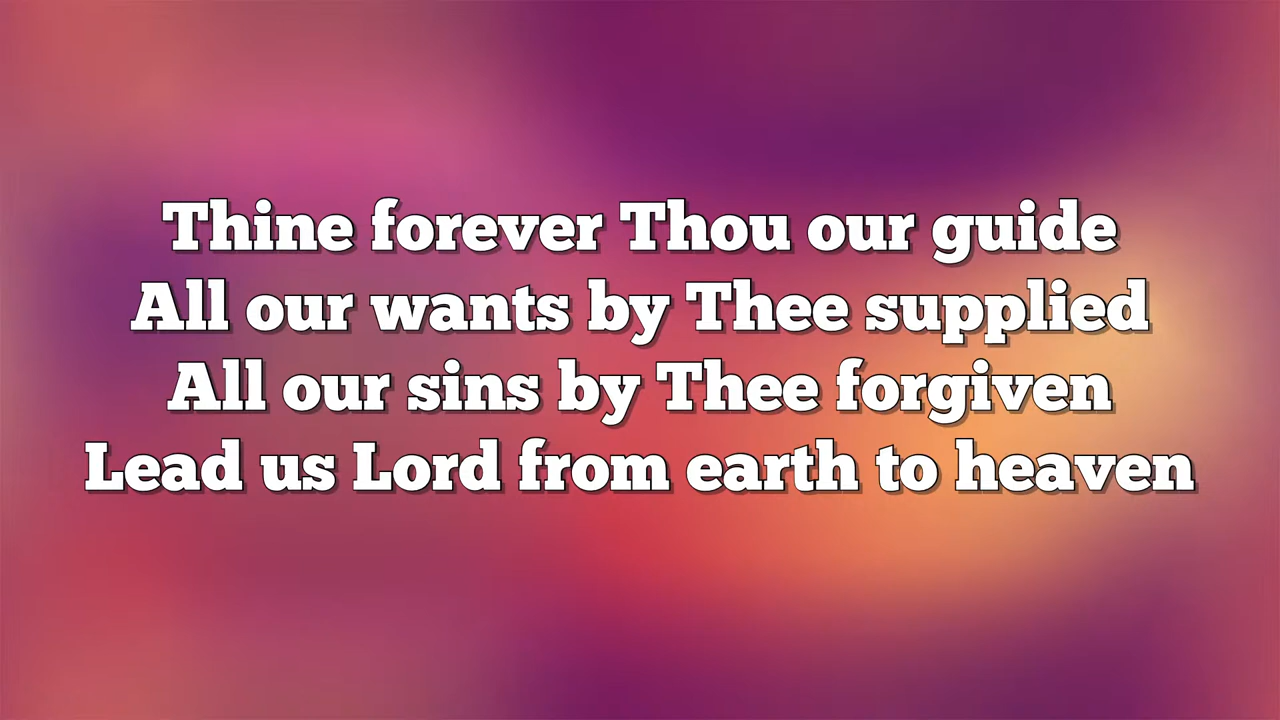 Thine forever Thou our guide
All our wants by Thee supplied
All our sins by Thee forgiven
Lead us Lord from earth to heaven